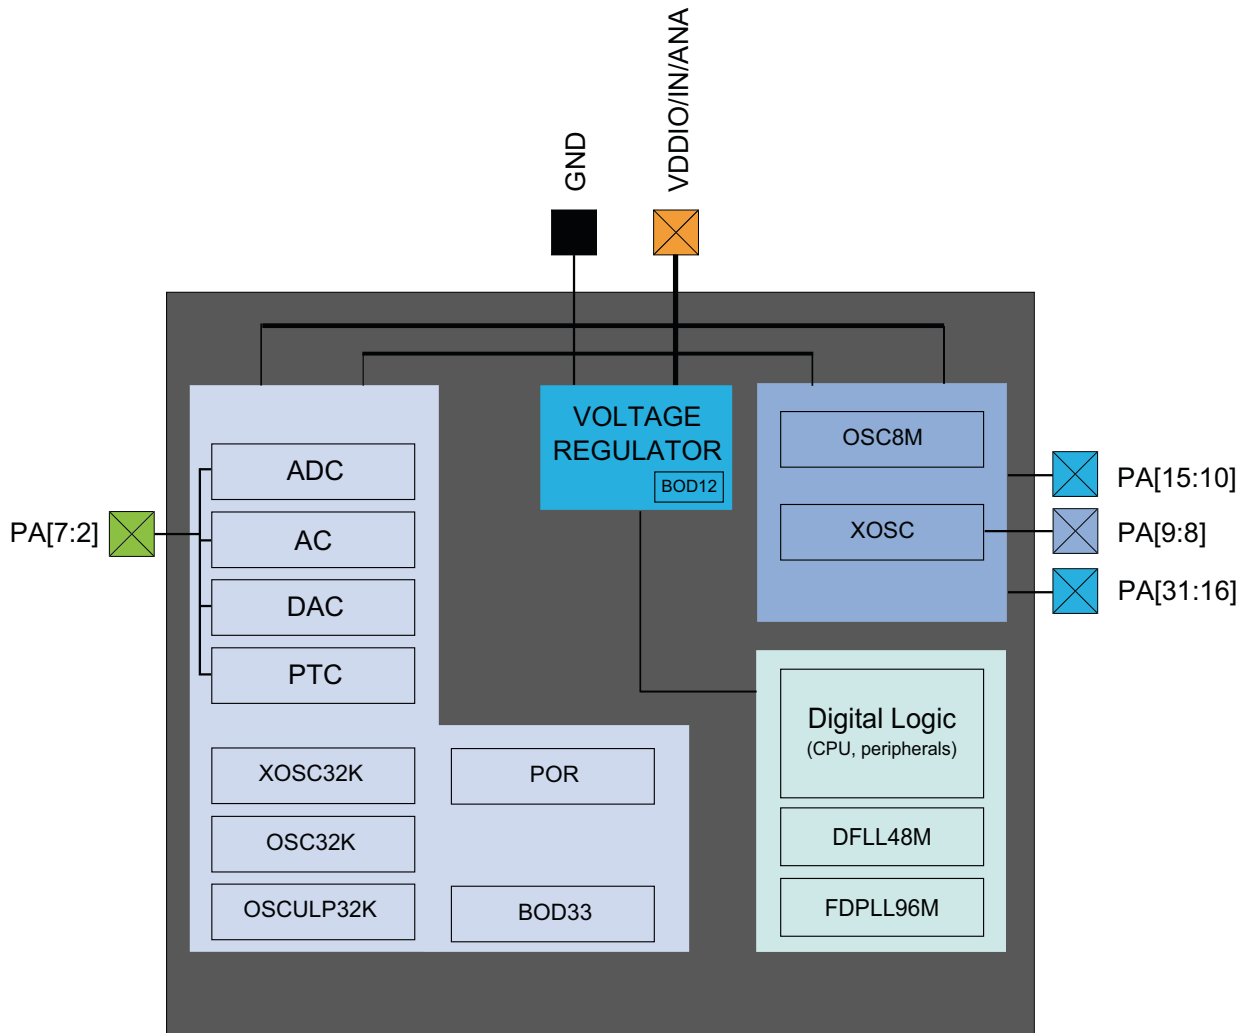 GND
VDDIO/IN/ANA
VOLTAGE
REGULATOR
BOD12
ADC
AC
DAC
PTC
PA[7:2]
XOSC32K
OSC32K
OSCULP32K
POR
BOD33
OSC8M
XOSC
PA[15:10]
PA[9:8]
PA[31:16]
Digital Logic
(CPU, peripherals)
DFLL48M
FDPLL96M